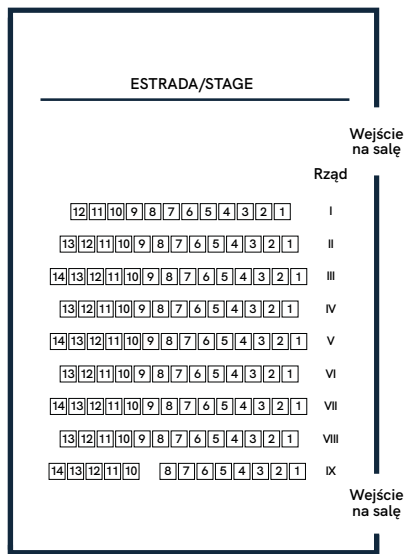 ESTRADA/STAGE
Wejście
na salę
Rząd
12 11 10 9 8 7 6 5 4 3 2 1 I
13 12 11 10 9 8 7 6 5 4 3 2 1 II
14 13 12 11 10 9 8 7 6 5 4 3 2 1 III
13 12 11 10 9 8 7 6 5 4 3 2 1 IV
14 13 12 11 10 9 8 7 6 5 4 3 2 1 V
13 12 11 10 9 8 7 6 5 4 3 2 1 VI
14 13 12 11 10 9 8 7 6 5 4 3 2 1 VII
13 12 11 10 9 8 7 6 5 4 3 2 1 VIII
14 13 12 11 10 8 7 6 5 4 3 2 1 IX
Wejście
na salę